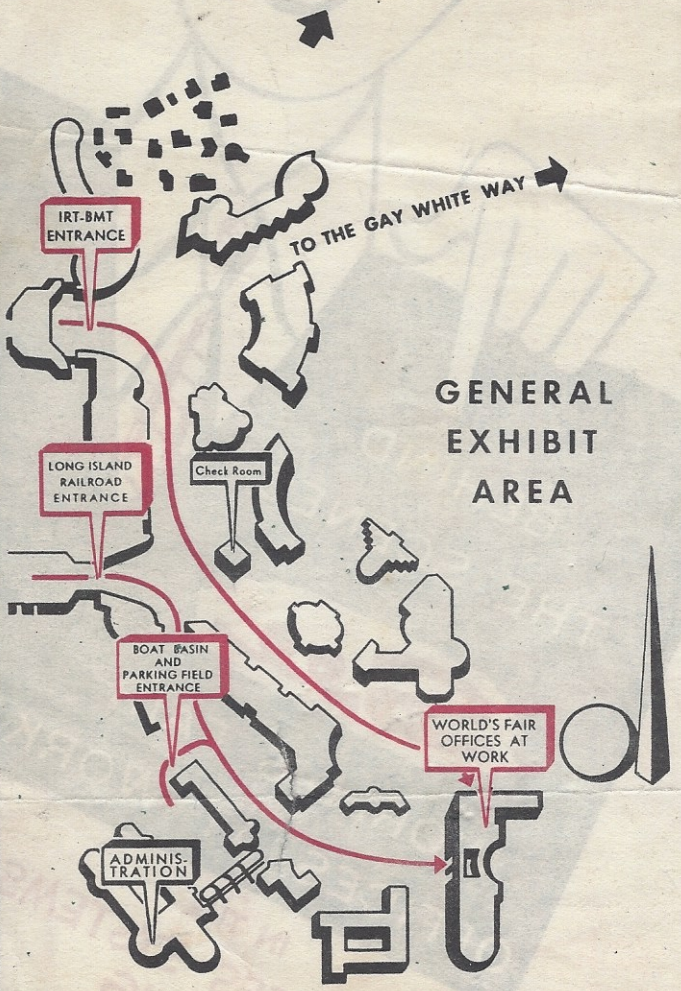 IRT-BMT
ENTRANCE
TO THE GAY WHITE WAY
GENERAL
EXHIBIT
AREA
LONG ISLAND
RAILROAD
ENTRANCE
Check Room
BOAT BASIN
AND
PARKING FIELD
ENTRANCE
WORLD'S FAIR
OFFICES AT
WORK
ADMINIS-
TRATION